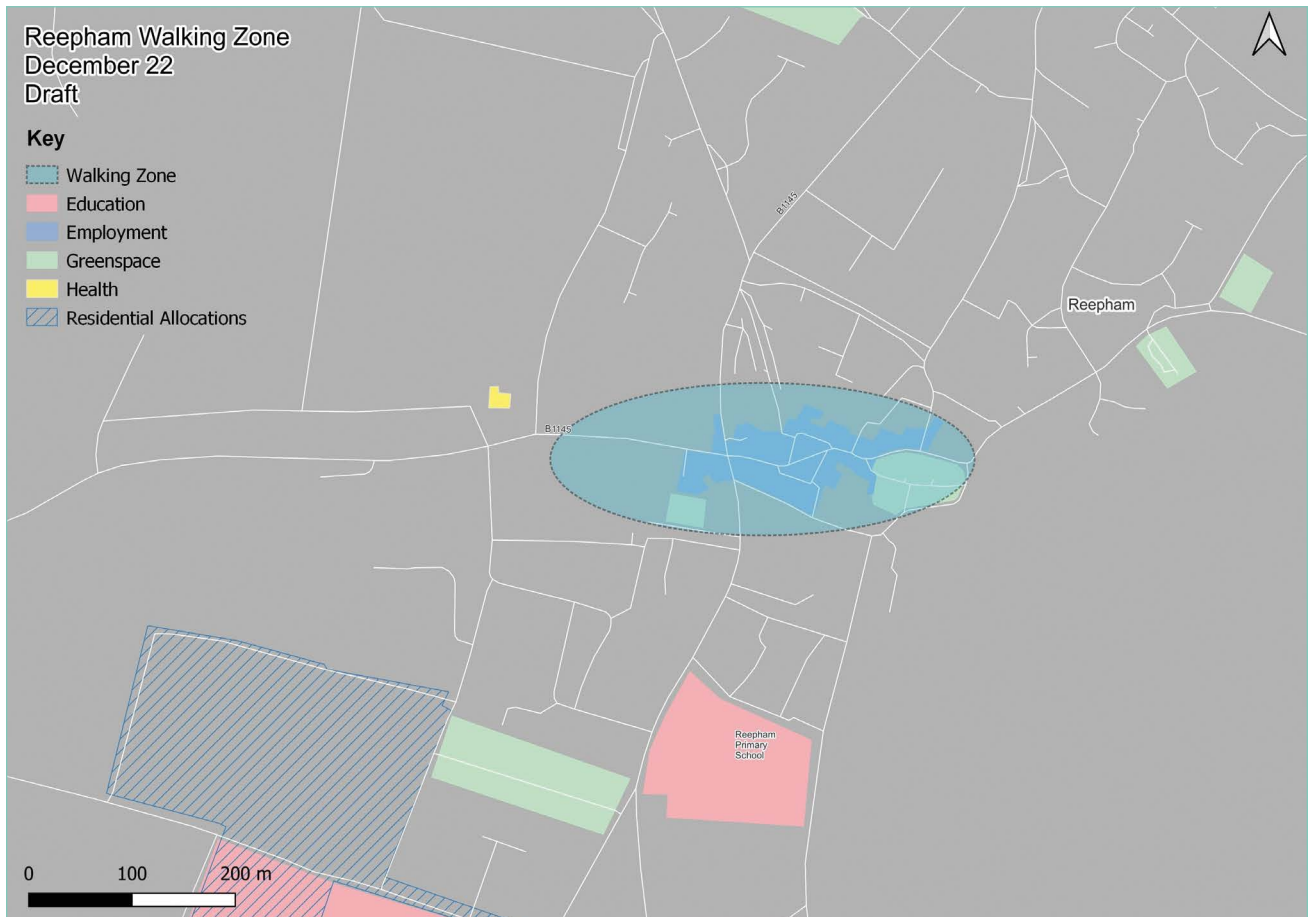 Reepham Walking Zone
December 22
Draft
Key
Walking Zone
Education
Employment
Greenspace
Health
Residential Allocations
B1145
Reepham
B1145
Reepham
Primary
School
0 100 200 m